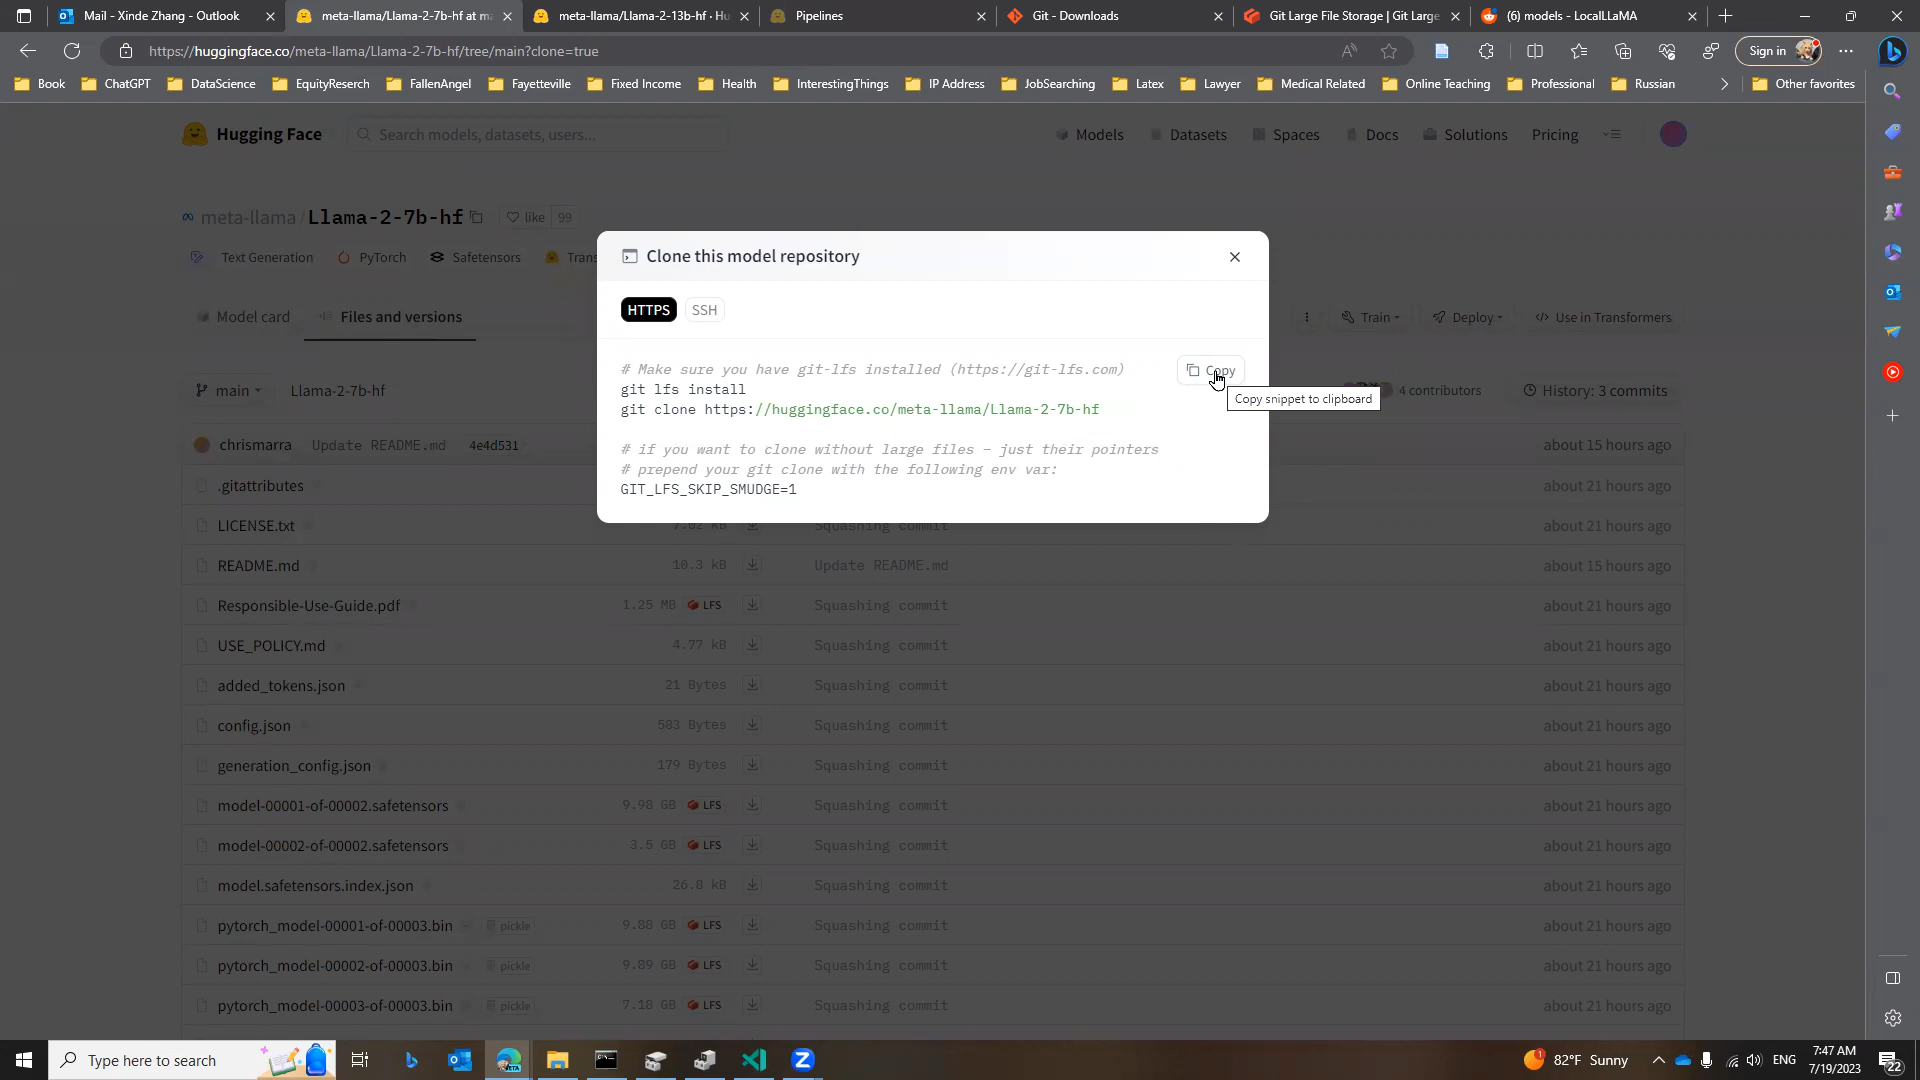 Mail - Xinde Zhang - Outlook
meta-llama/Llama-2-7b-hf at ma
meta-llama/Llama-2-13b-hf · Hu
Pipelines
Git - Downloads
Git Large File Storage | Git Large
(6) models - LocalLLaMA
https://huggingface.co/meta-llama/Llama-2-7b-hf/tree/main?clone=true
Sign in
Book ChatGPT DataScience EquityReserch FallenAngel Fayetteville Fixed Income Health InterestingThings IP Address JobSearching Latex Lawyer Medical Related Online Teaching Professional Russian Other favorites
Hugging Face
Search models, datasets, users...
Models Datasets Spaces Docs Solutions Pricing
meta-llama/Llama-2-7b-hf like 99
Text Generation PyTorch Safetensors Trans
Model card Files and versions
Train Deploy </> Use in Transformers
Clone this model repository
HTTPS SSH
# Make sure you have git-lfs installed (https://git-lfs.com)
git lfs install
git clone https://huggingface.co/meta-llama/Llama-2-7b-hf
# if you want to clone without large files – just their pointers
# prepend your git clone with the following env var:
GIT_LFS_SKIP_SMUDGE=1
Copy
Copy snippet to clipboard
main Llama-2-7b-hf 4 contributors History: 3 commits
chrismarra Update README.md 4e4d531 about 15 hours ago
.gitattributes about 21 hours ago
LICENSE.txt 7.02 kB Squashing commit about 21 hours ago
README.md 10.3 kB Update README.md about 15 hours ago
Responsible-Use-Guide.pdf 1.25 MB LFS Squashing commit about 21 hours ago
USE_POLICY.md 4.77 kB Squashing commit about 21 hours ago
added_tokens.json 21 Bytes Squashing commit about 21 hours ago
config.json 583 Bytes Squashing commit about 21 hours ago
generation_config.json 179 Bytes Squashing commit about 21 hours ago
model-00001-of-00002.safetensors 9.98 GB LFS Squashing commit about 21 hours ago
model-00002-of-00002.safetensors 3.5 GB LFS Squashing commit about 21 hours ago
model.safetensors.index.json 26.8 kB Squashing commit about 21 hours ago
pytorch_model-00001-of-00003.bin pickle 9.88 GB LFS Squashing commit about 21 hours ago
pytorch_model-00002-of-00003.bin pickle 9.89 GB LFS Squashing commit about 21 hours ago
pytorch_model-00003-of-00003.bin pickle 7.18 GB LFS Squashing commit about 21 hours ago
Type here to search
82°F Sunny
ENG
7:47 AM
7/19/2023
22